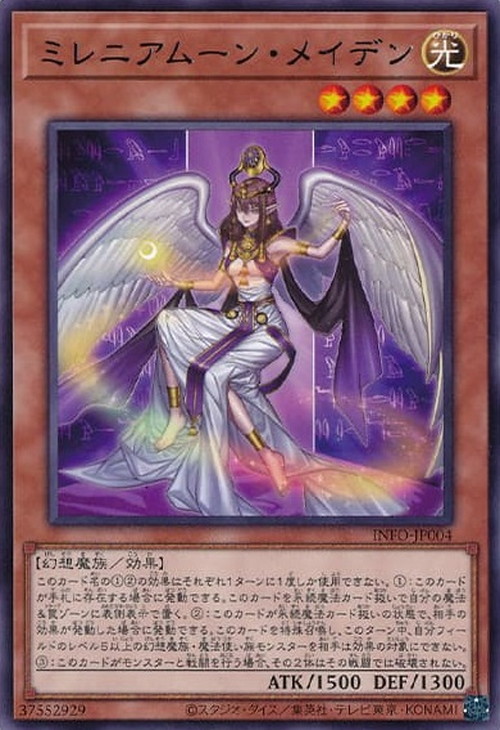 ミレニアムーン・メイデン
光
INFO-JP004
【幻想魔族/効果】
このカード名の①②の効果はそれぞれ1ターンに1度しか使用できない。①:このカード
が手札に存在する場合に発動できる。このカードを永続魔法カード扱いで自分の魔法
&罠ゾーンに表側表示で置く。②:このカードが永続魔法カード扱いの状態で、相手の
効果が発動した場合に発動できる。このカードを特殊召喚し、このターン中、自分フィー
ルドのレベル5以上の幻想魔族・魔法使い族モンスターを相手は効果の対象にできない。
③:このカードがモンスターと戦闘を行う場合、その2体はその戦闘では破壊されない。
ATK/1500 DEF/1300
37552929 ©スタジオ・ダイス/集英社・テレビ東京・KONAMI